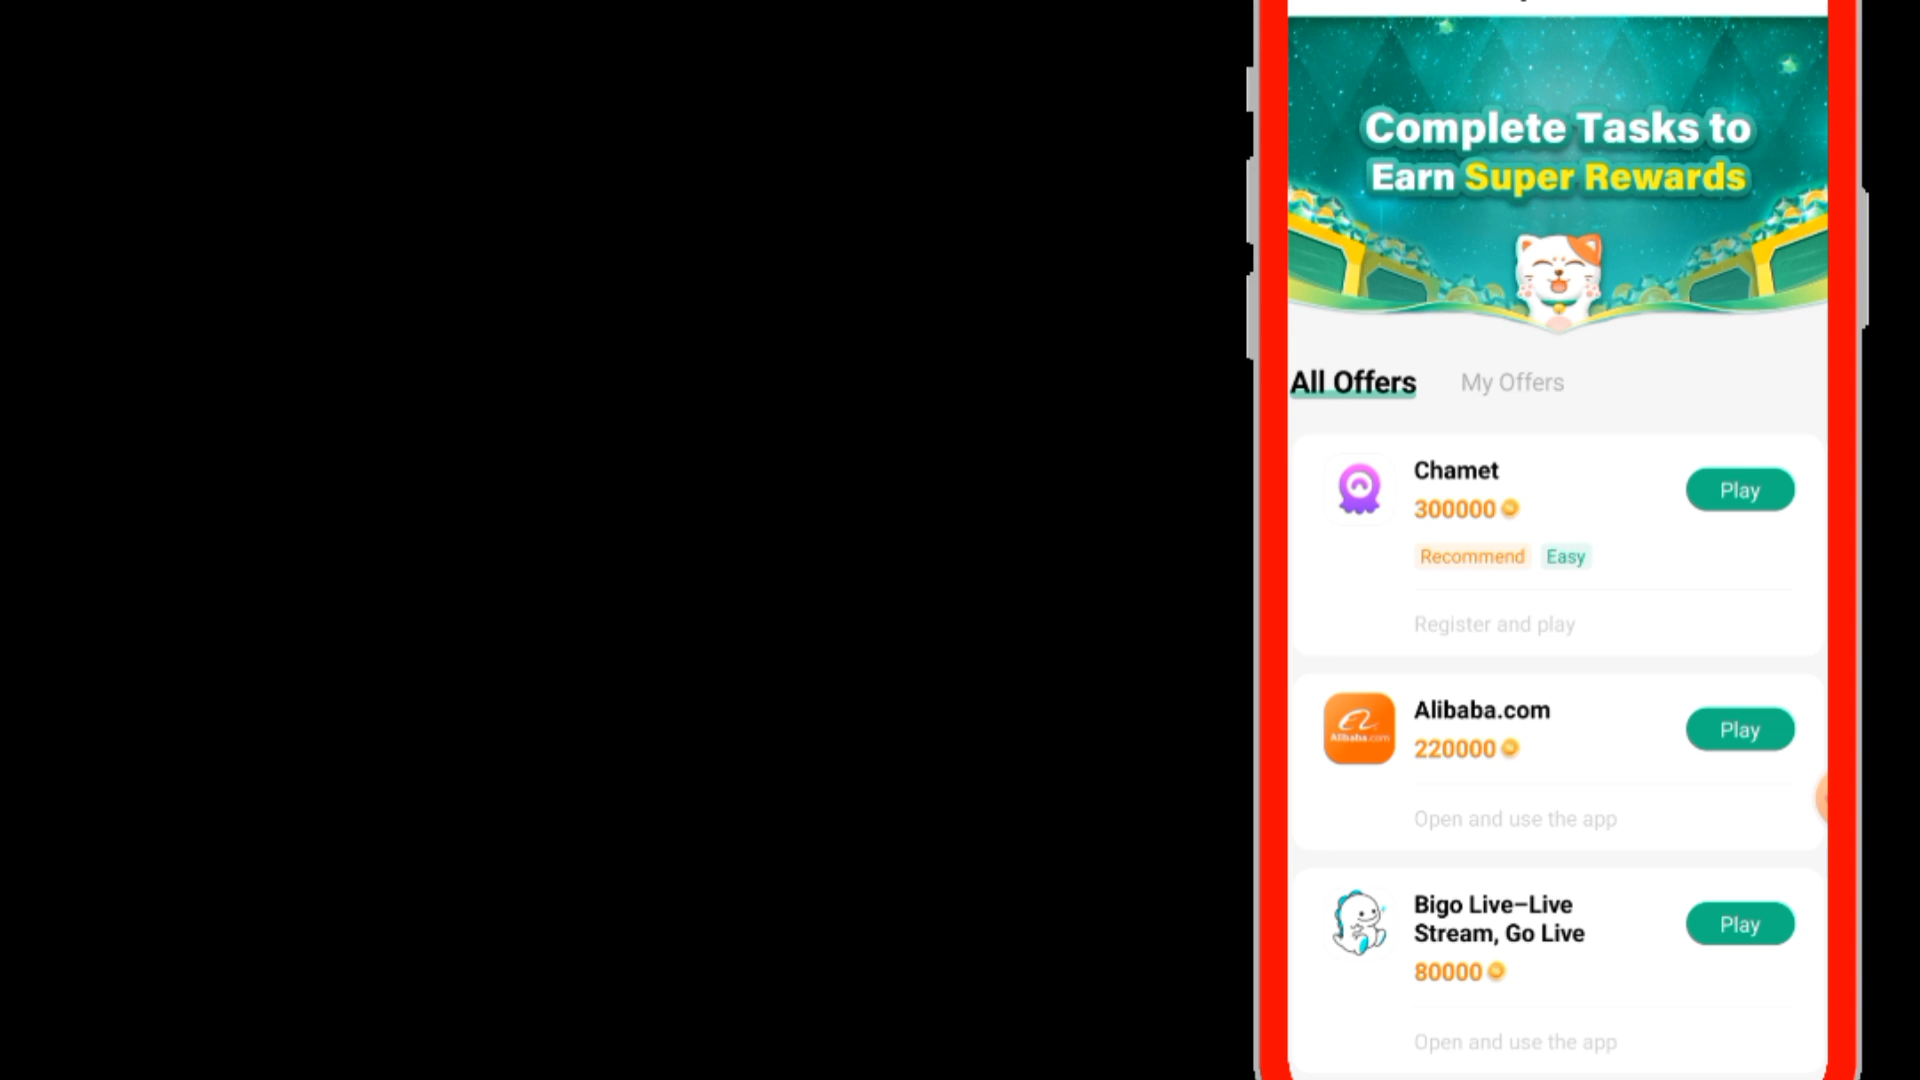 Complete Tasks to
Earn Super Rewards
All Offers
My Offers
Chamet
300000
Play
Recommend
Easy
Register and play
Alibaba.com
Alibaba.com
220000
Play
Open and use the app
Bigo Live–Live
Stream, Go Live
80000
Play
Open and use the app